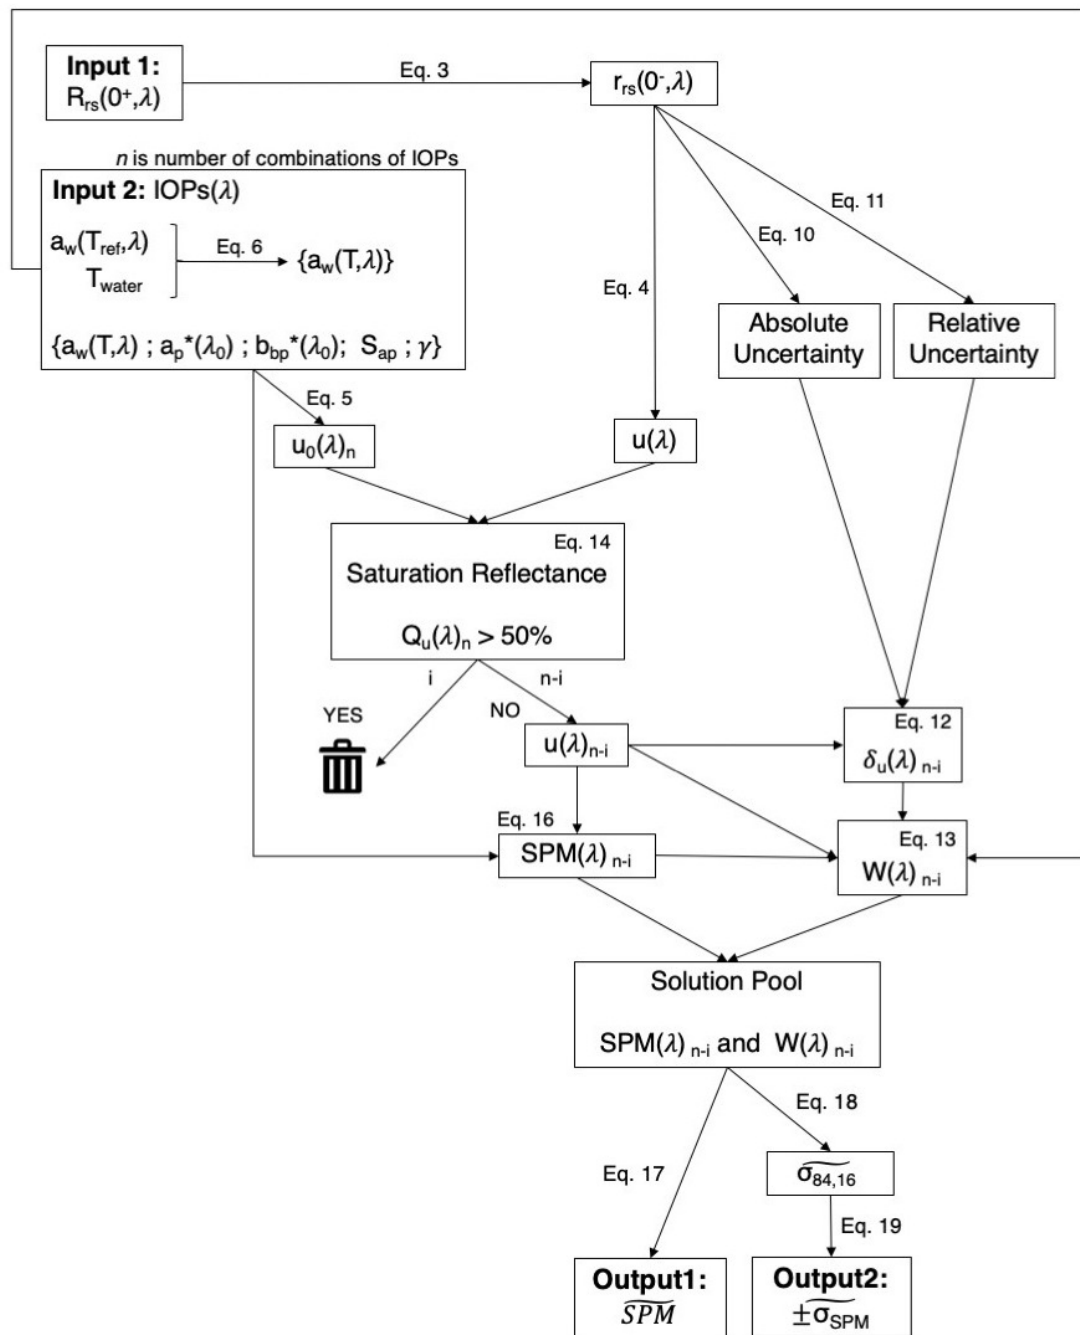 Input 1:
Rrs(0+,λ)
Eq. 3
rrs(0-,λ)
n is number of combinations of IOPs
Input 2: IOPs(λ)
aw(Tref,λ)
Twater
Eq. 6
{aw(T,λ)}
{aw(T,λ) ; ap*(λ0) ; bbp*(λ0); Sap ; γ}
Eq. 11
Eq. 10
Eq. 4
Absolute
Uncertainty
Relative
Uncertainty
Eq. 5
u0(λ)n
u(λ)
Eq. 14
Saturation Reflectance
Qu(λ)n > 50%
i
n-i
YES
NO
u(λ)n-i
Eq. 12
δu(λ) n-i
Eq. 16
SPM(λ) n-i
Eq. 13
W(λ) n-i
Solution Pool
SPM(λ) n-i and W(λ) n-i
Eq. 18
Eq. 17
σ84,16
Eq. 19
Output1:
SPM
Output2:
±σSPM